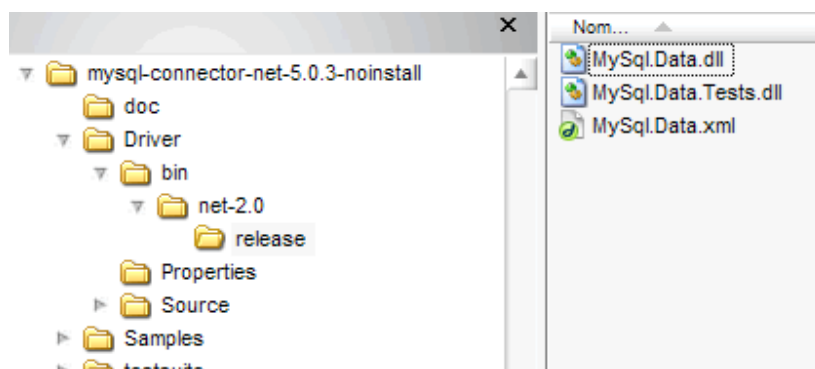 mysql-connector-net-5.0.3-noinstall
doc
Driver
bin
net-2.0
release
Properties
Source
Samples
Nom...
MySql.Data.dll
MySql.Data.Tests.dll
MySql.Data.xml